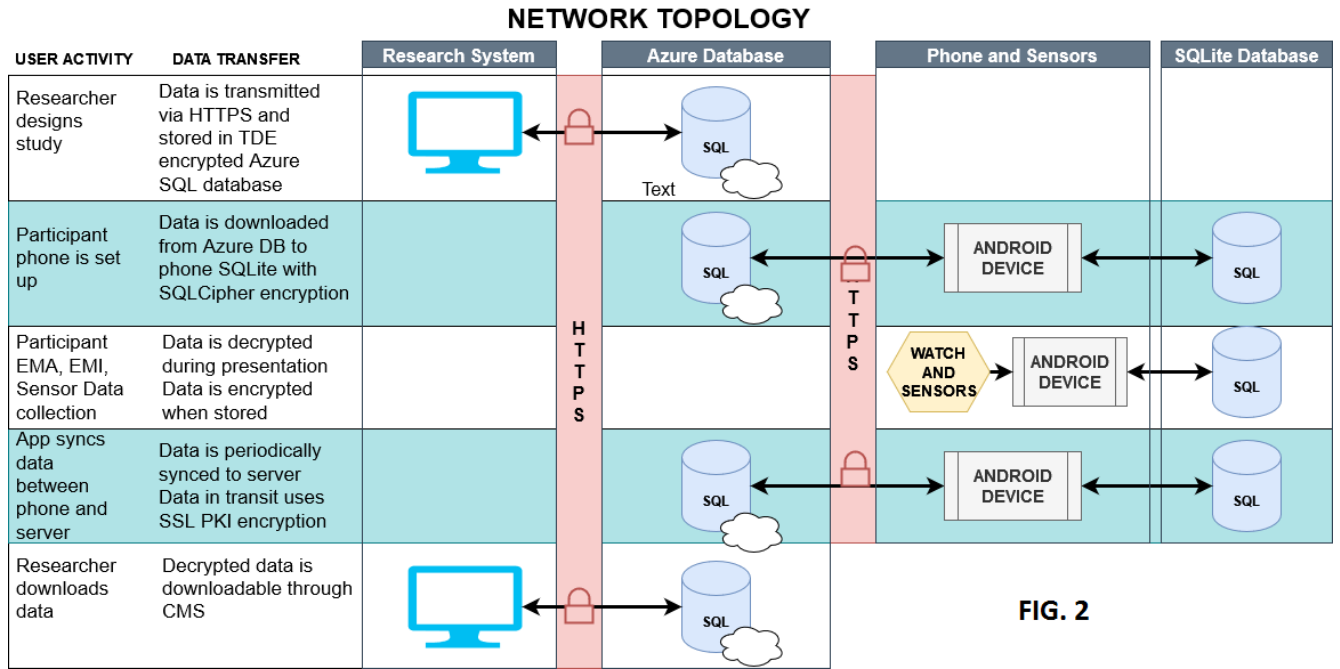 NETWORK TOPOLOGY
USER ACTIVITY
DATA TRANSFER
Research System
Azure Database
Phone and Sensors
SQLite Database
Researcher
designs
study
Data is transmitted
via HTTPS and
stored in TDE
encrypted Azure
SQL database
SQL
Text
Participant
phone is set
up
Data is downloaded
from Azure DB to
phone SQLite with
SQLCipher encryption
SQL
ANDROID
DEVICE
SQL
H
T
T
P
S
T
T
P
S
Participant
EMA, EMI,
Sensor Data
collection
Data is decrypted
during presentation
Data is encrypted
when stored
WATCH
AND
SENSORS
ANDROID
DEVICE
SQL
App syncs
data
between
phone and
server
Data is periodically
synced to server
Data in transit uses
SSL PKI encryption
SQL
ANDROID
DEVICE
SQL
Researcher
downloads
data
Decrypted data is
downloadable through
CMS
SQL
FIG. 2